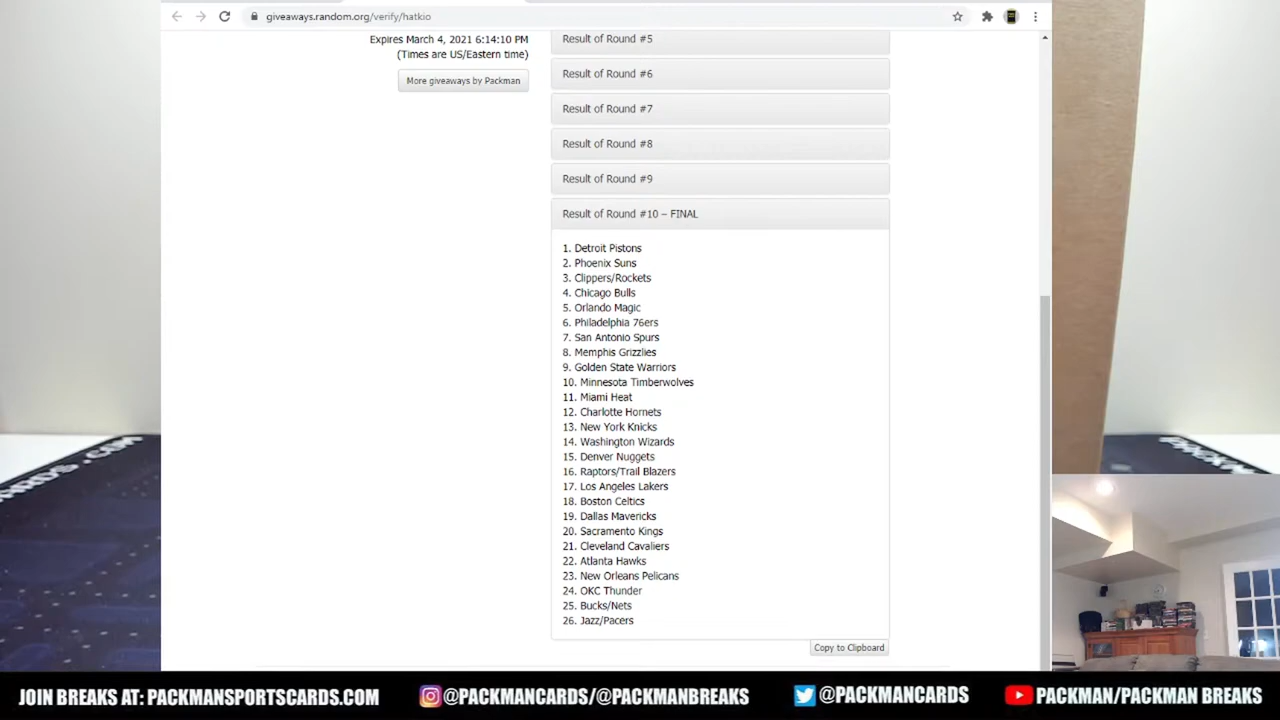 giveaways.random.org/verify/hatkio
Expires March 4, 2021 6:14:10 PM
(Times are US/Eastern time)
More giveaways by Packman
Result of Round #5
Result of Round #6
Result of Round #7
Result of Round #8
Result of Round #9
Result of Round #10 – FINAL
1. Detroit Pistons
2. Phoenix Suns
3. Clippers/Rockets
4. Chicago Bulls
5. Orlando Magic
6. Philadelphia 76ers
7. San Antonio Spurs
8. Memphis Grizzlies
9. Golden State Warriors
10. Minnesota Timberwolves
11. Miami Heat
12. Charlotte Hornets
13. New York Knicks
14. Washington Wizards
15. Denver Nuggets
16. Raptors/Trail Blazers
17. Los Angeles Lakers
18. Boston Celtics
19. Dallas Mavericks
20. Sacramento Kings
21. Cleveland Cavaliers
22. Atlanta Hawks
23. New Orleans Pelicans
24. OKC Thunder
25. Bucks/Nets
26. Jazz/Pacers
Copy to Clipboard
ARDS.COM
PACKMAN
JOIN BREAKS AT: PACKMANSPORTSCARDS.COM
@PACKMANCARDS/@PACKMANBREAKS
@PACKMANCARDS
PACKMAN/PACKMAN BREAKS